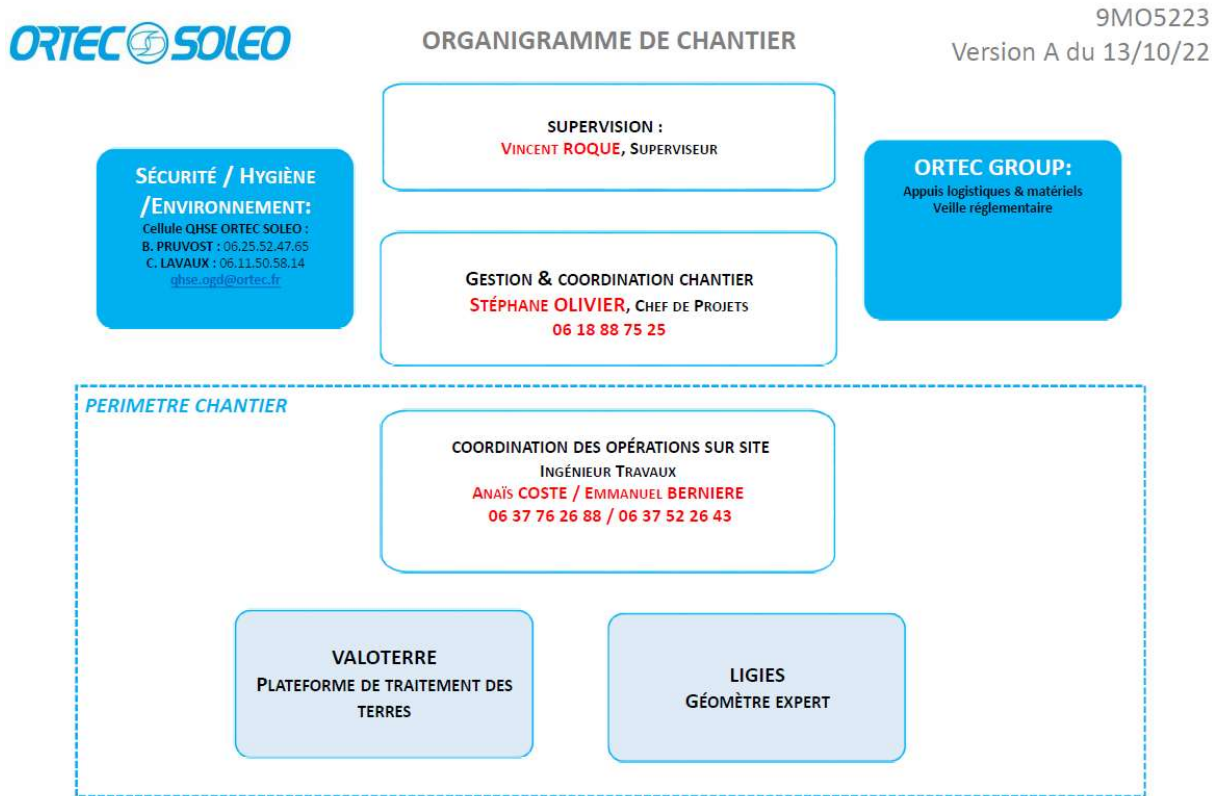 ORTEC SOLEO
ORGANIGRAMME DE CHANTIER
9MO5223
Version A du 13/10/22
SUPERVISION :
VINCENT ROQUE, SUPERVISEUR
SÉCURITÉ / HYGIÈNE
/ENVIRONNEMENT:
Cellule QHSE ORTEC SOLEO :
B. PRUVOST : 06.25.52.47.65
C. LAVAUX : 06.11.50.58.14
qhse.ogd@ortec.fr
ORTEC GROUP:
Appuis logistiques & matériels
Veille réglementaire
GESTION & COORDINATION CHANTIER
STÉPHANE OLIVIER, CHEF DE PROJETS
06 18 88 75 25
PERIMETRE CHANTIER
COORDINATION DES OPÉRATIONS SUR SITE
INGÉNIEUR TRAVAUX
ANAÏS COSTE / EMMANUEL BERNIERE
06 37 76 26 88 / 06 37 52 26 43
VALOTERRE
PLATEFORME DE TRAITEMENT DES
TERRES
LIGIES
GÉOMÈTRE EXPERT